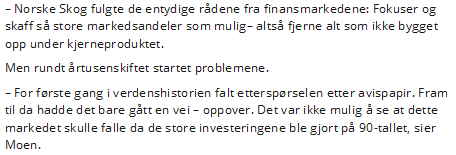 – Norske Skog fulgte de entydige rådene fra finansmarkedene: Fokuser og
skaff så store markedsandeler som mulig– altså fjerne alt som ikke bygget
opp under kjerneproduktet.
Men rundt årtusenskiftet startet problemene.
– For første gang i verdenshistorien falt etterspørselen etter avispapir. Fram
til da hadde det bare gått en vei – oppover. Det var ikke mulig å se at dette
markedet skulle falle da de store investeringene ble gjort på 90-tallet, sier
Moen.